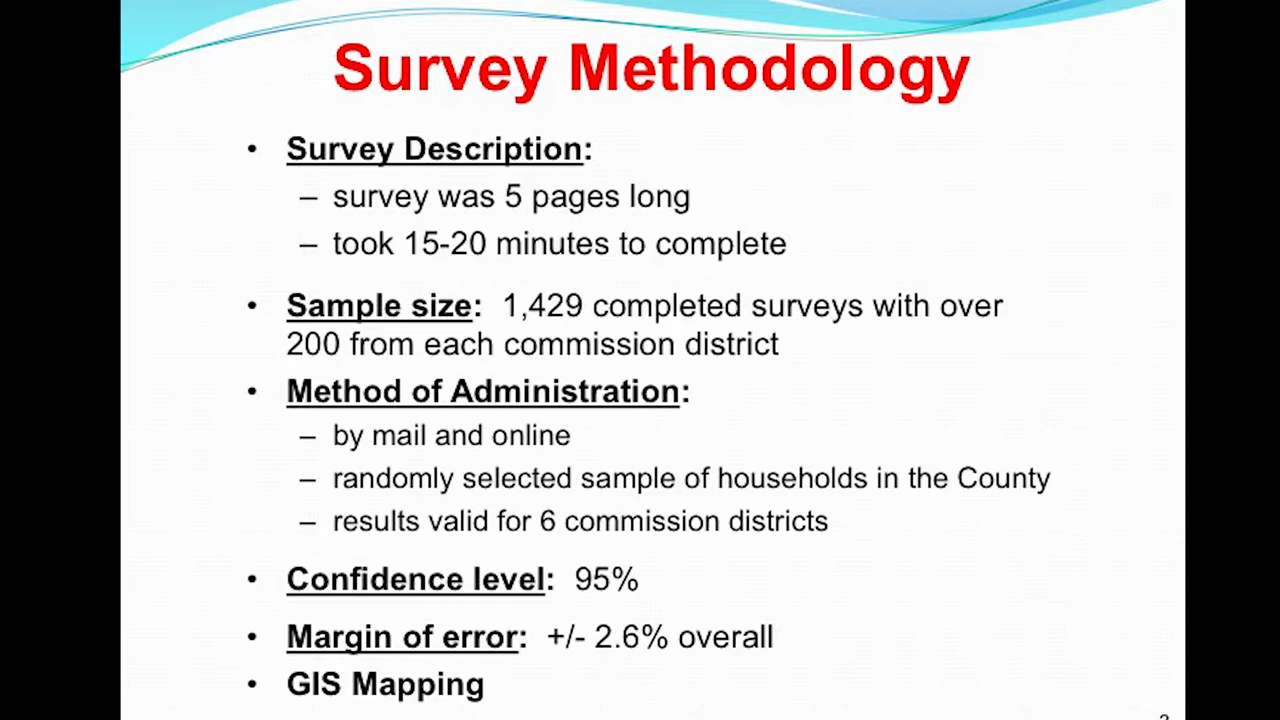 Survey Methodology
• Survey Description:
– survey was 5 pages long
– took 15-20 minutes to complete
• Sample size: 1,429 completed surveys with over
200 from each commission district
• Method of Administration:
– by mail and online
– randomly selected sample of households in the County
– results valid for 6 commission districts
• Confidence level: 95%
• Margin of error: +/- 2.6% overall
• GIS Mapping